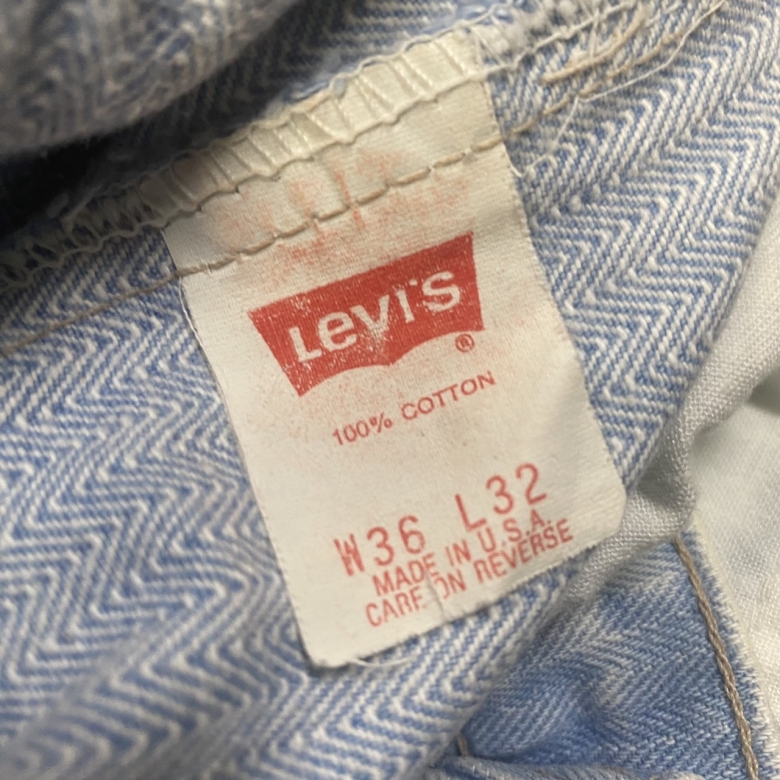 Levi's
®
100% COTTON
W36 L32
MADE IN U.S.A.
CARE ON REVERSE